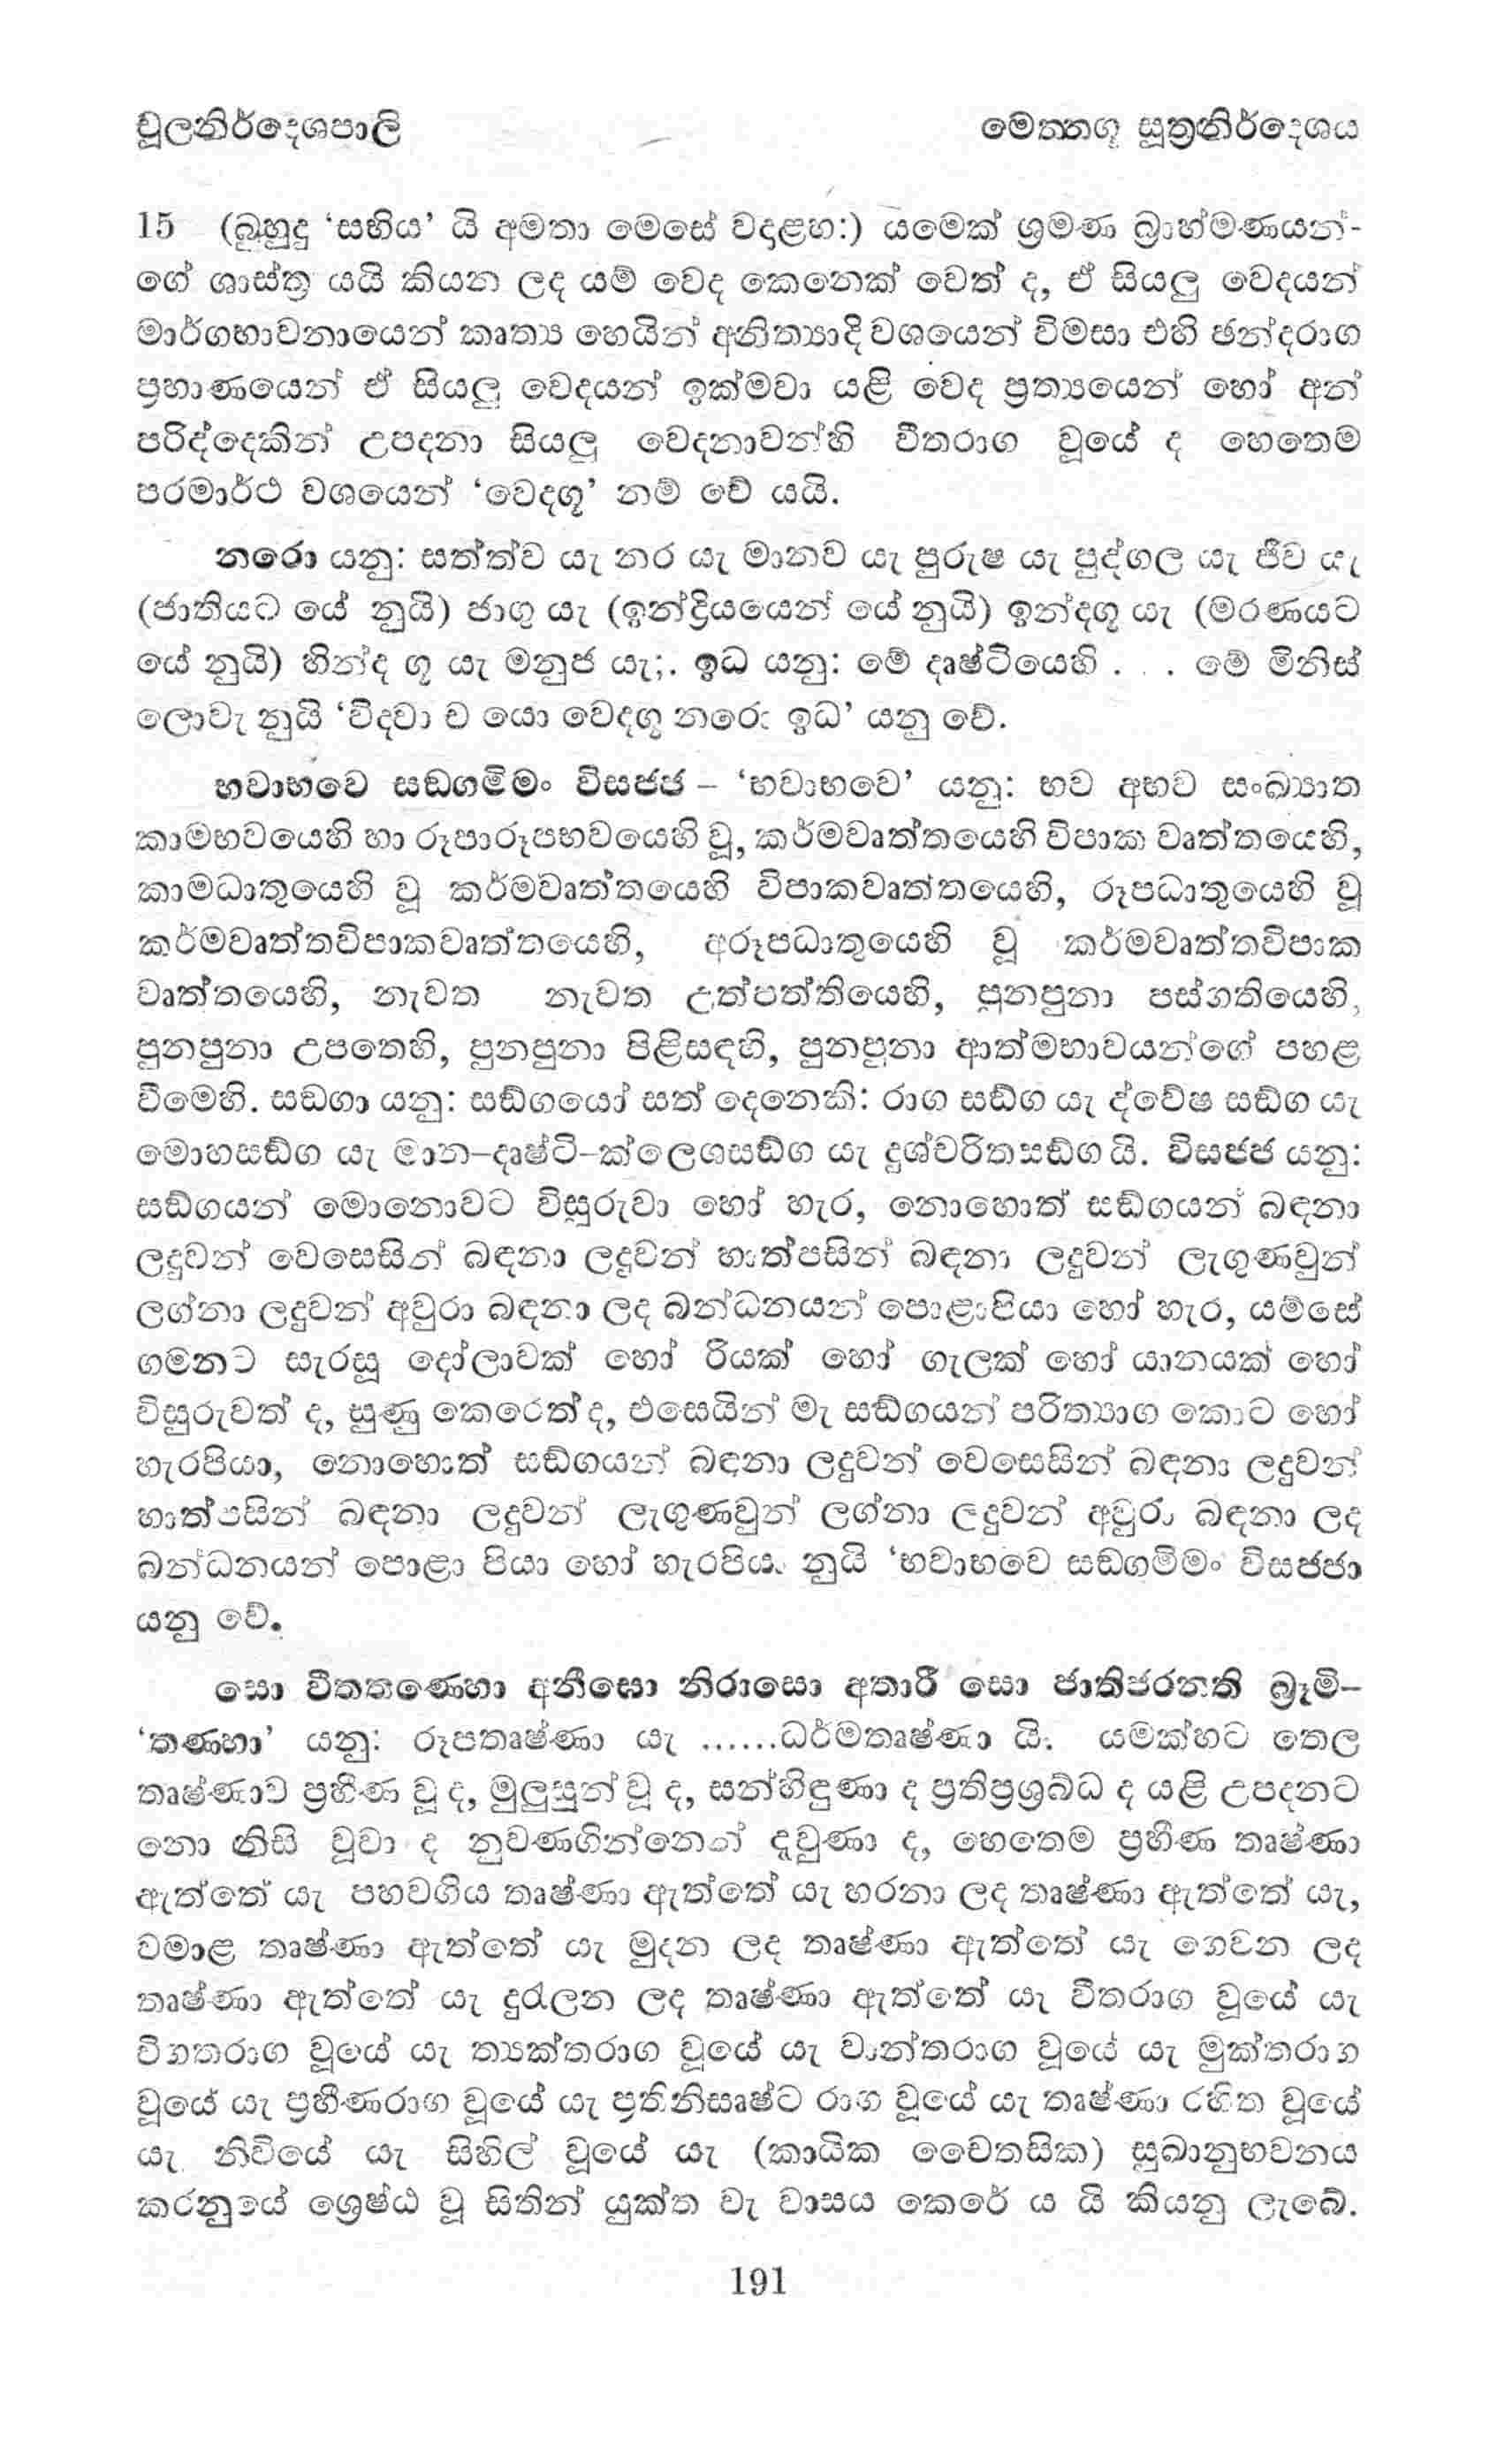 චූලනිර්දෙශපාලි
මෙත්තගූ සූත්‍රනිර්දෙශය
15 (බුහුදු ‘සභිය’ යි අමතා මෙසේ වදාළහ:) යමෙක් ශ්‍රමණ බ්‍රාහ්මණයන්-
ගේ ශාස්ත්‍ර යයි කියන ලද යම් වෙද කෙනෙක් වෙත් ද, ඒ සියලු වෙදයන්
මාර්ගභාවනායෙන් කෘත්‍ය හෙයින් අනිත්‍යාදි වශයෙන් විමසා එහි ඡන්දරාග
ප්‍රහාණයෙන් ඒ සියලු වෙදයන් ඉක්මවා යළි වෙද ප්‍රත්‍යයෙන් හෝ අන්
පරිද්දෙකින් උපදනා සියලු වෙදනාවන්හි වීතරාග වූයේ ද හෙතෙම
පරමාර්ථ වශයෙන් ‘වෙදගූ’ නම් වේ යයි.
නරො යනු: සත්ත්ව යැ නර යැ මානව යැ පුරුෂ යැ පුද්ගල යැ ජීව යැ
(ජාතියට යේ නුයි) ජාගු යැ (ඉන්ද්‍රියයෙන් යේ නුයි) ඉන්දගූ යැ (මරණයට
යේ නුයි) හින්ද ගූ යැ මනුජ යැ;. ඉධ යනු: මේ දෘෂ්ටියෙහි . . . මේ මිනිස්
ලොවැ නුයි ‘විද්වා ච යො වෙදගූ නරො ඉධ’ යනු වේ.
භවාභවෙ සඞ්ගමිමං විසජ්ජ – ‘භවාභවෙ’ යනු: භව අභව සංඛ්‍යාත
කාමභවයෙහි හා රූපාරූපභවයෙහි වූ, කර්මවෘත්තයෙහි විපාක වෘත්තයෙහි,
කාමධාතුයෙහි වූ කර්මවෘත්තයෙහි විපාකවෘත්තයෙහි, රූපධාතුයෙහි වූ
කර්මවෘත්තවිපාකවෘත්තයෙහි, අරූපධාතුයෙහි වූ කර්මවෘත්තවිපාක
වෘත්තයෙහි, නැවත නැවත උත්පත්තියෙහි, පුනපුනා පස්ගතියෙහි,
පුනපුනා උපතෙහි, පුනපුනා පිළිසඳහි, පුනපුනා ආත්මභාවයන්ගේ පහළ
වීමෙහි. සඞ්ගා යනු: සඞ්ගයෝ සත් දෙනෙකි: රාග සඞ්ග යැ ද්වේෂ සඞ්ග යැ
මොහසඞ්ග යැ මාන–දෘෂ්ටි–ක්ලෙශසඞ්ග යැ දුශ්චරිතසඞ්ග යි. විසජ්ජ යනු:
සඞ්ගයන් මොනොවට විසුරුවා හෝ හැර, නොහොත් සඞ්ගයන් බඳනා
ලදුවන් වෙසෙසින් බඳනා ලදුවන් හාත්පසින් බඳනා ලදුවන් ලැගුණවුන්
ලග්නා ලදුවන් අවුරා බඳනා ලද බන්ධනයන් පොළාපියා හෝ හැර, යම්සේ
ගමනට සැරසූ දෝලාවක් හෝ රියක් හෝ ගැලක් හෝ යානයක් හෝ
විසුරුවත් ද, සුණු කෙරෙත් ද, එසෙයින් මැ සඞ්ගයන් පරිත්‍යාග කොට හෝ
හැරපියා, නොහොත් සඞ්ගයන් බඳනා ලදුවන් වෙසෙසින් බඳනා ලදුවන්
හාත්පසින් බඳනා ලදුවන් ලැගුණවුන් ලග්නා ලදුවන් අවුරා බඳනා ලද
බන්ධනයන් පොළා පියා හෝ හැරපියා නුයි ‘භවාභවෙ සඞ්ගමිමං විසජ්ජා
යනු වේ.
සො වීතතණ්හො අනීඝො නිරාසො අතාරී සො ජාතිජරන්ති බ්‍රෑමි–
‘තණ්හා’ යනු: රූපතෘෂ්ණා යැ ......ධර්මතෘෂ්ණා යි. යමක්හට තෙල
තෘෂ්ණාව ප්‍රහීණ වූ ද, මුලුසුන් වූ ද, සන්හිඳුණා ද ප්‍රතිප්‍රශ්‍රබ්ධ ද යළි උපදනට
නො නිසි වූවා ද නුවණගින්නෙන් දැවුණා ද, හෙතෙම ප්‍රහීණ තෘෂ්ණා
ඇත්තේ යැ පහවගිය තෘෂ්ණා ඇත්තේ යැ හරනා ලද තෘෂ්ණා ඇත්තේ යැ,
වමාළ තෘෂ්ණා ඇත්තේ යැ මුදන ලද තෘෂ්ණා ඇත්තේ යැ ගෙවන ලද
තෘෂ්ණා ඇත්තේ යැ දුරැලන ලද තෘෂ්ණා ඇත්තේ යැ වීතරාග වූයේ යැ
විගතරාග වූයේ යැ ත්‍යක්තරාග වූයේ යැ වාන්තරාග වූයේ යැ මුක්තරාග
වූයේ යැ ප්‍රහීණරාග වූයේ යැ ප්‍රතිනිසෘෂ්ට රාග වූයේ යැ තෘෂ්ණා රහිත වූයේ
යැ නිවියේ යැ සිහිල් වූයේ යැ (කායික චෛතසික) සුඛානුභවනය
කරනුයේ ශ්‍රෙෂ්ඨ වූ සිතින් යුක්ත වැ වාසය කෙරේ ය යි කියනු ලැබේ.
191